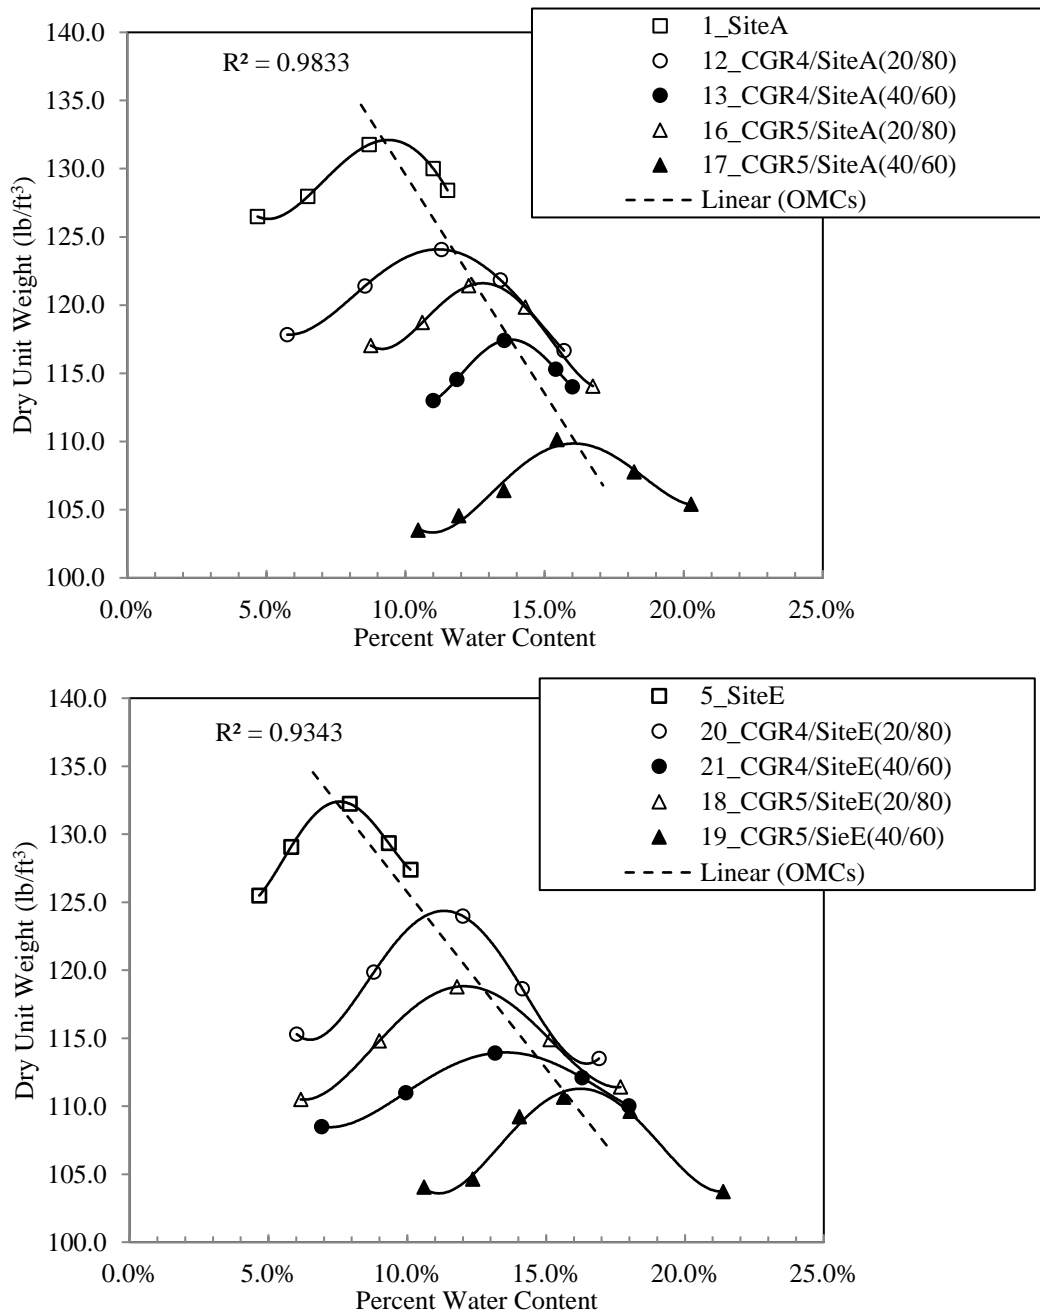 140.0
135.0
130.0
125.0
120.0
115.0
110.0
105.0
100.0
Dry Unit Weight (lb/ft³)
R² = 0.9833
1_SiteA
12_CGR4/SiteA(20/80)
13_CGR4/SiteA(40/60)
16_CGR5/SiteA(20/80)
17_CGR5/SiteA(40/60)
Linear (OMCs)
0.0% 5.0% 10.0% 15.0% 20.0% 25.0%
Percent Water Content
140.0
135.0
130.0
125.0
120.0
115.0
110.0
105.0
100.0
Dry Unit Weight (lb/ft³)
R² = 0.9343
5_SiteE
20_CGR4/SiteE(20/80)
21_CGR4/SiteE(40/60)
18_CGR5/SiteE(20/80)
19_CGR5/SieE(40/60)
Linear (OMCs)
0.0% 5.0% 10.0% 15.0% 20.0% 25.0%
Percent Water Content